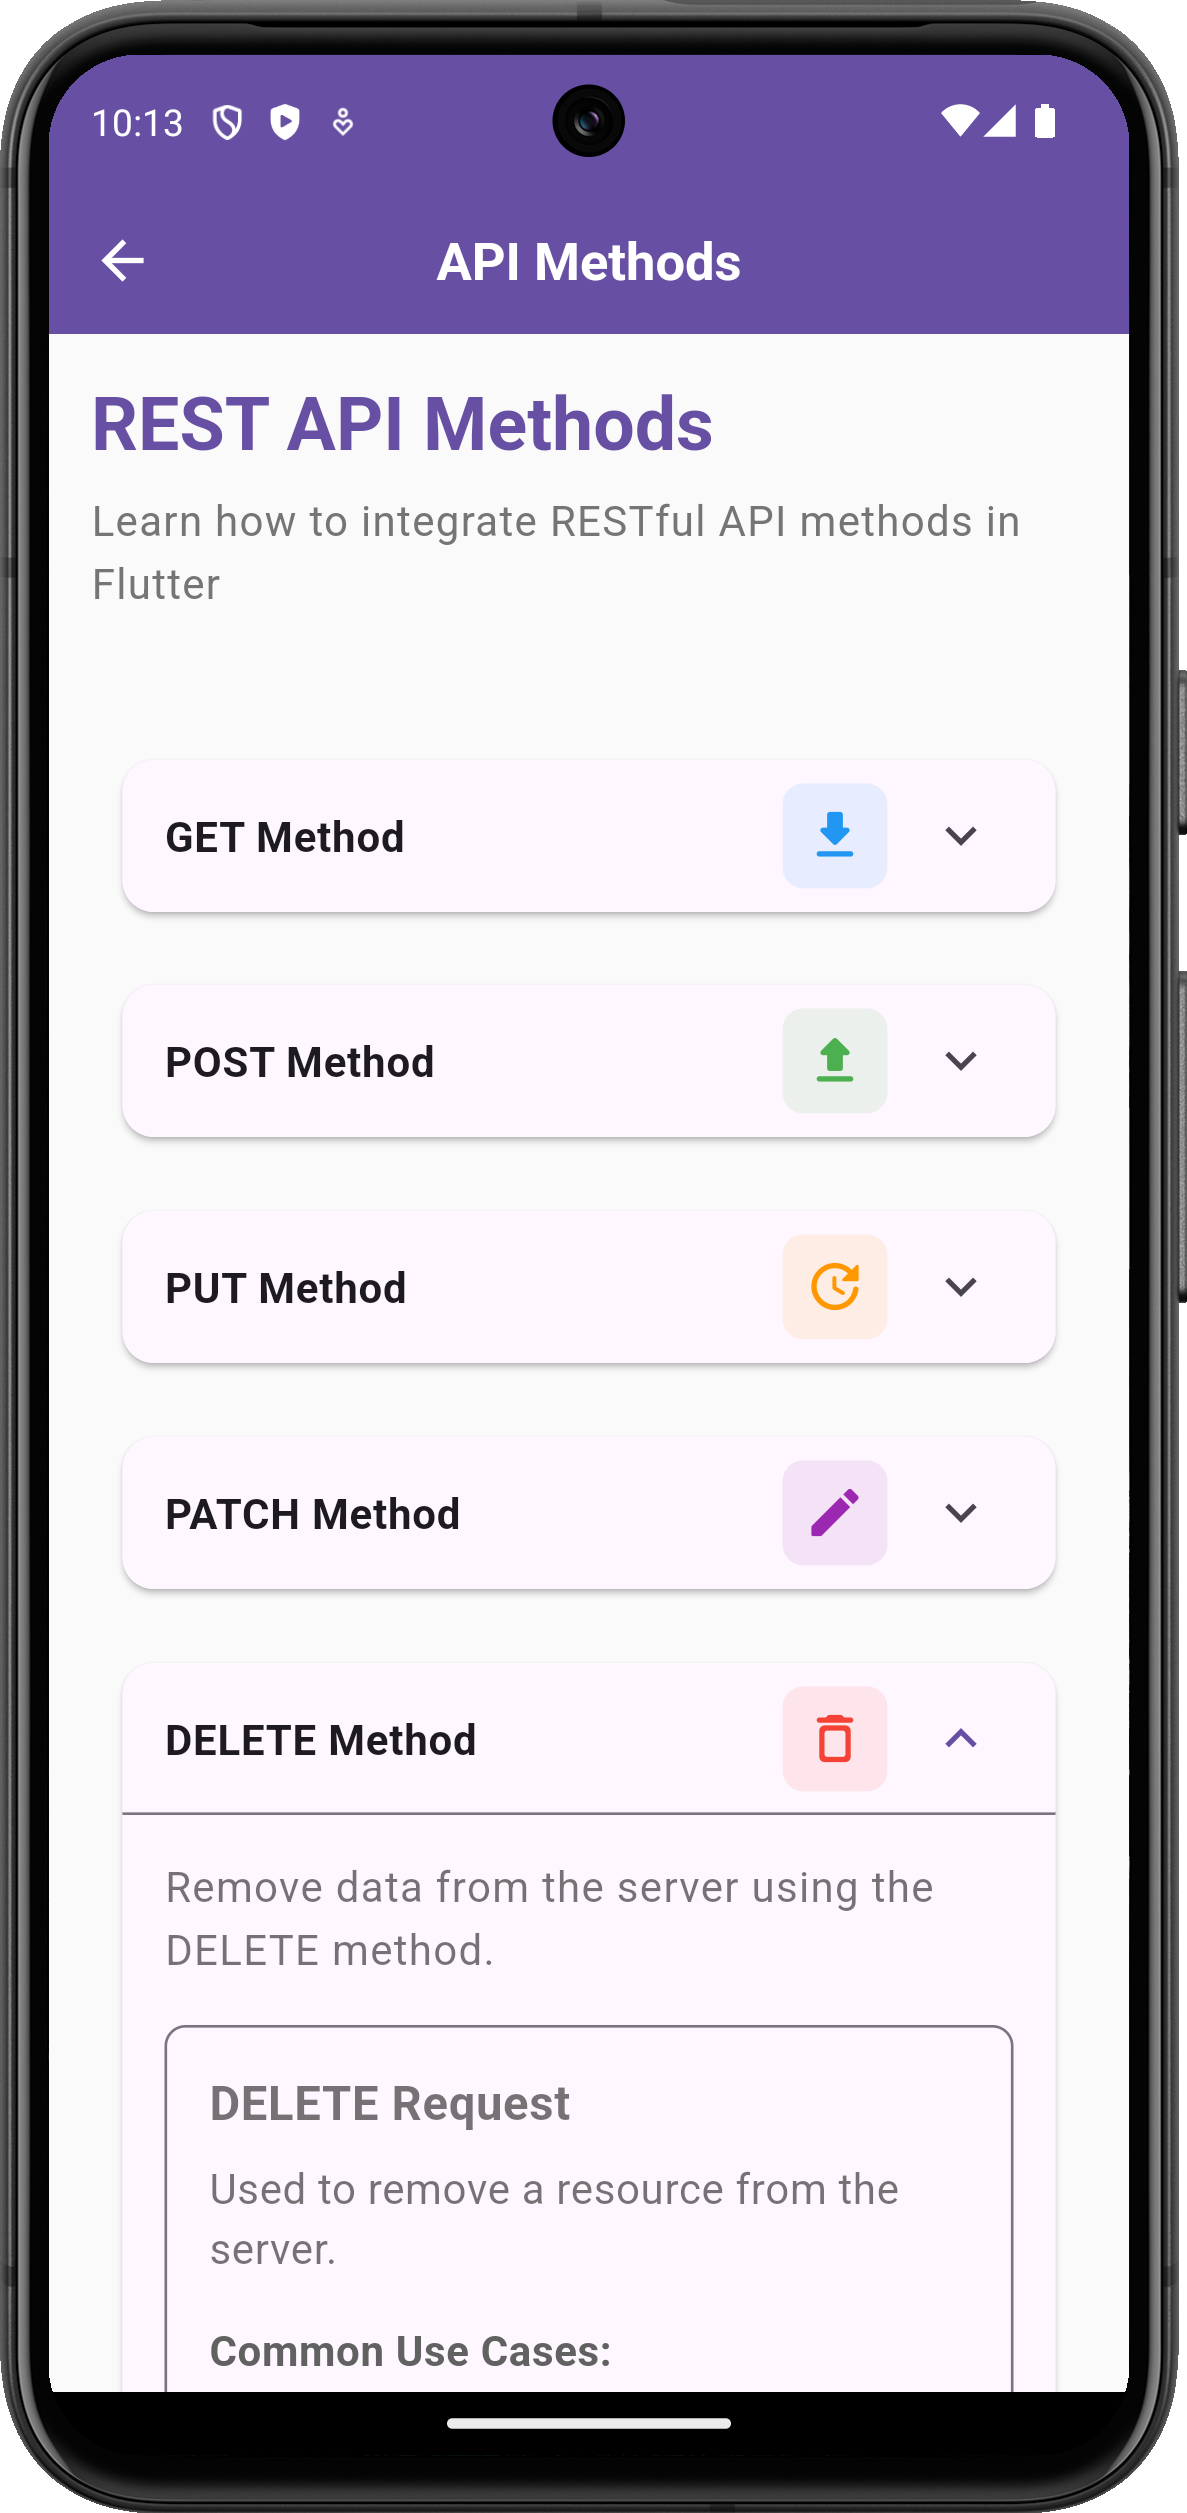 10:13
API Methods
REST API Methods
Learn how to integrate RESTful API methods in
Flutter
GET Method
POST Method
PUT Method
PATCH Method
DELETE Method
Remove data from the server using the
DELETE method.
DELETE Request
Used to remove a resource from the
server.
Common Use Cases: